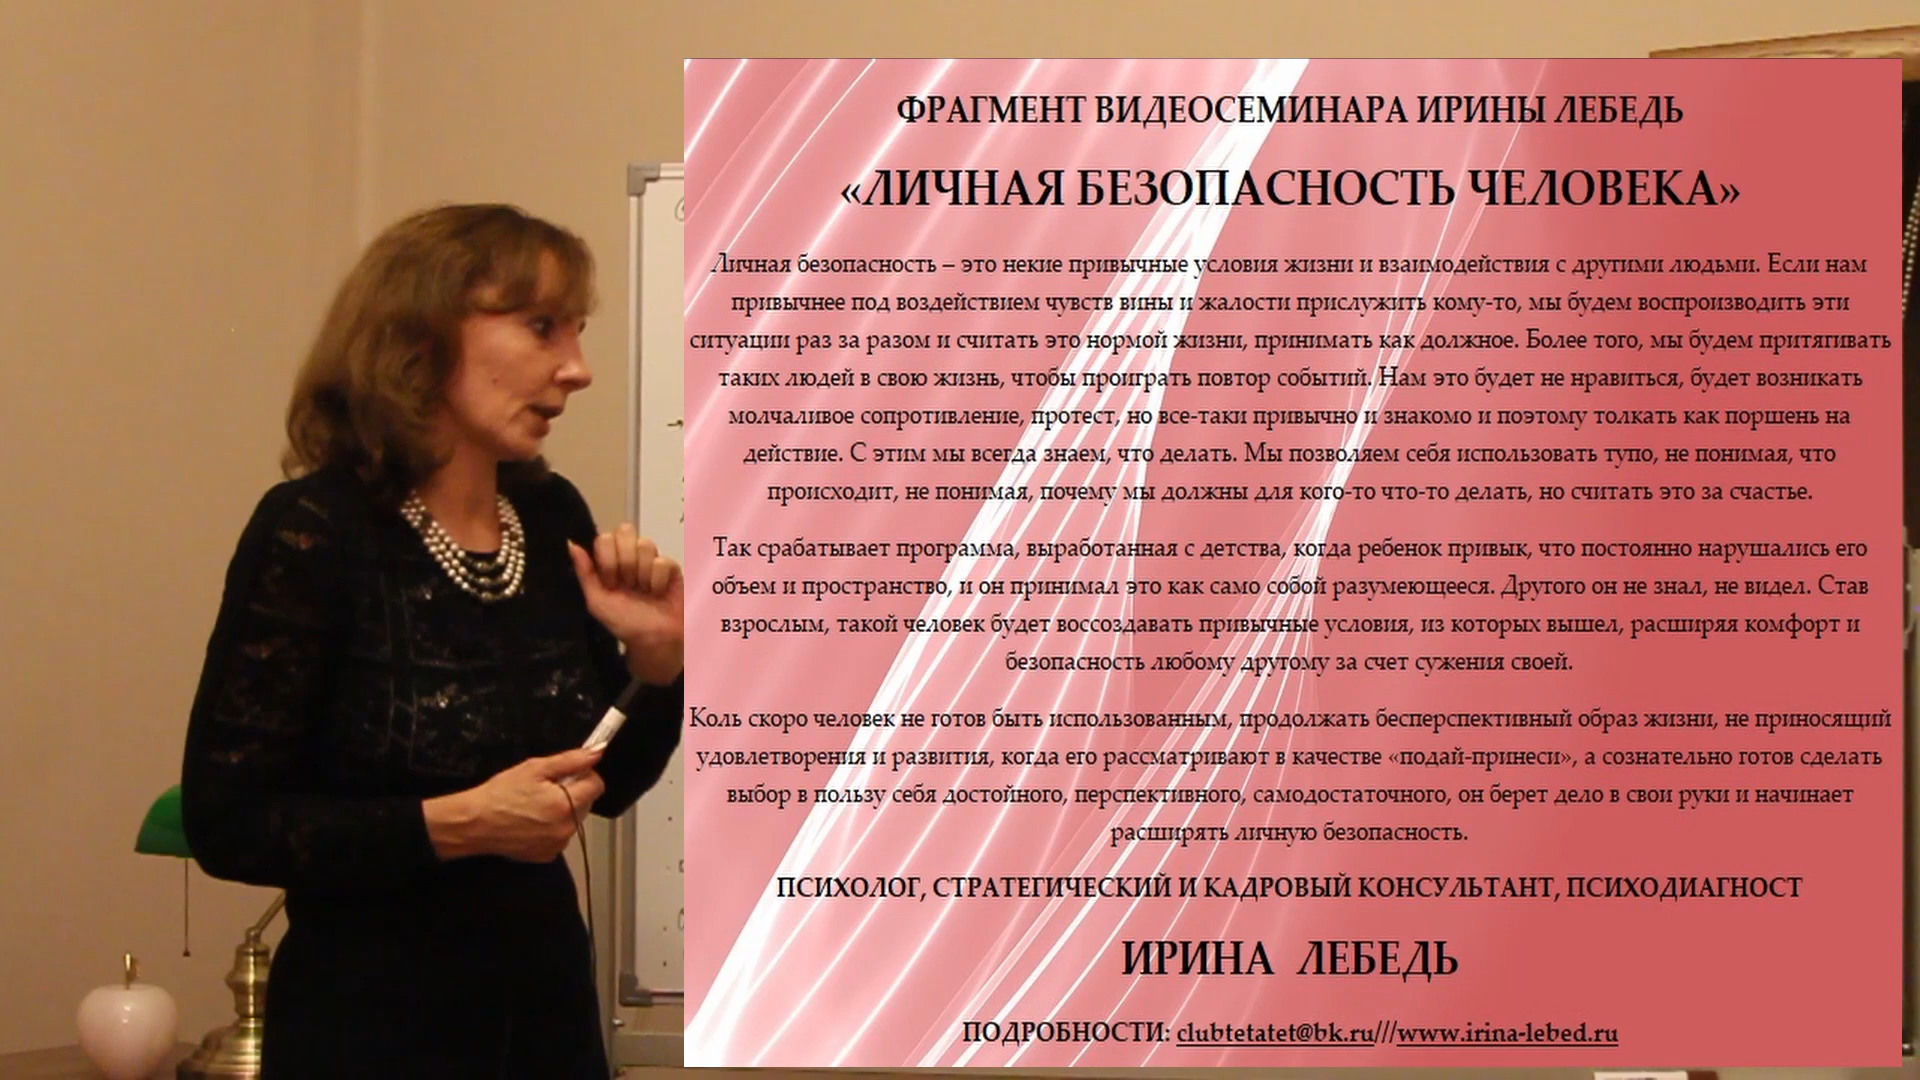 ФРАГМЕНТ ВИДЕОСЕМИНАРА ИРИНЫ ЛЕБЕДЬ
«ЛИЧНАЯ БЕЗОПАСНОСТЬ ЧЕЛОВЕКА»
Личная безопасность – это некие привычные условия жизни и взаимодействия с другими людьми. Если нам
привычнее под воздействием чувств вины и жалости прислужить кому-то, мы будем воспроизводить эти
ситуации раз за разом и считать это нормой жизни, принимать как должное. Более того, мы будем притягивать
таких людей в свою жизнь, чтобы проиграть повтор событий. Нам это будет не нравиться, будет возникать
молчаливое сопротивление, протест, но все-таки привычно и знакомо и поэтому толкать как поршень на
действие. С этим мы всегда знаем, что делать. Мы позволяем себя использовать тупо, не понимая, что
происходит, не понимая, почему мы должны для кого-то что-то делать, но считать это за счастье.
Так срабатывает программа, выработанная с детства, когда ребенок привык, что постоянно нарушались его
объем и пространство, и он принимал это как само собой разумеющееся. Другого он не знал, не видел. Став
взрослым, такой человек будет воссоздавать привычные условия, из которых вышел, расширяя комфорт и
безопасность любому другому за счет сужения своей.
Коль скоро человек не готов быть использованным, продолжать бесперспективный образ жизни, не приносящий
удовлетворения и развития, когда его рассматривают в качестве «подай-принеси», а сознательно готов сделать
выбор в пользу себя достойного, перспективного, самодостаточного, он берет дело в свои руки и начинает
расширять личную безопасность.
ПСИХОЛОГ, СТРАТЕГИЧЕСКИЙ И КАДРОВЫЙ КОНСУЛЬТАНТ, ПСИХОДИАГНОСТ
ИРИНА ЛЕБЕДЬ
ПОДРОБНОСТИ: clubtetatet@bk.ru///www.irina-lebed.ru